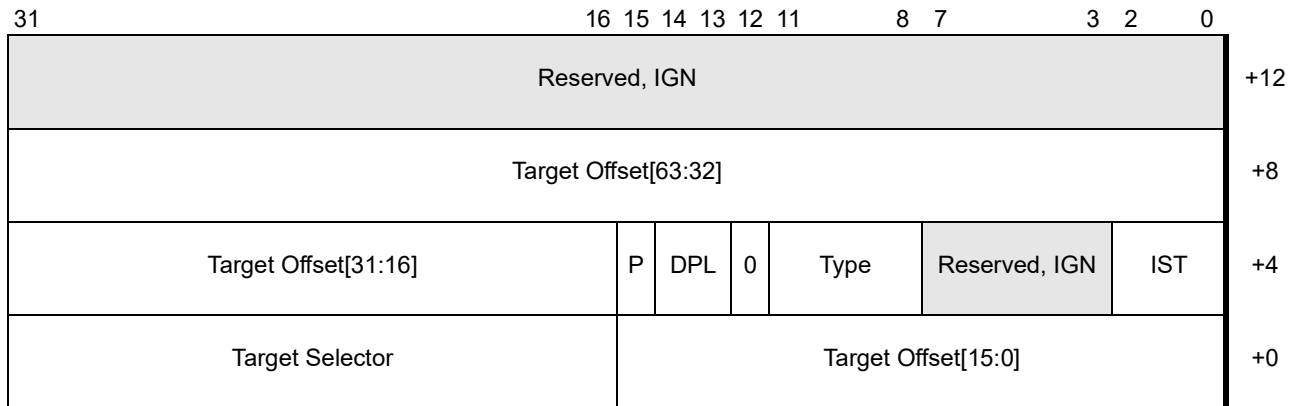 31 16 15 14 13 12 11 8 7 3 2 0
Reserved, IGN +12
Target Offset[63:32] +8
Target Offset[31:16] P DPL 0 Type Reserved, IGN IST +4
Target Selector Target Offset[15:0] +0